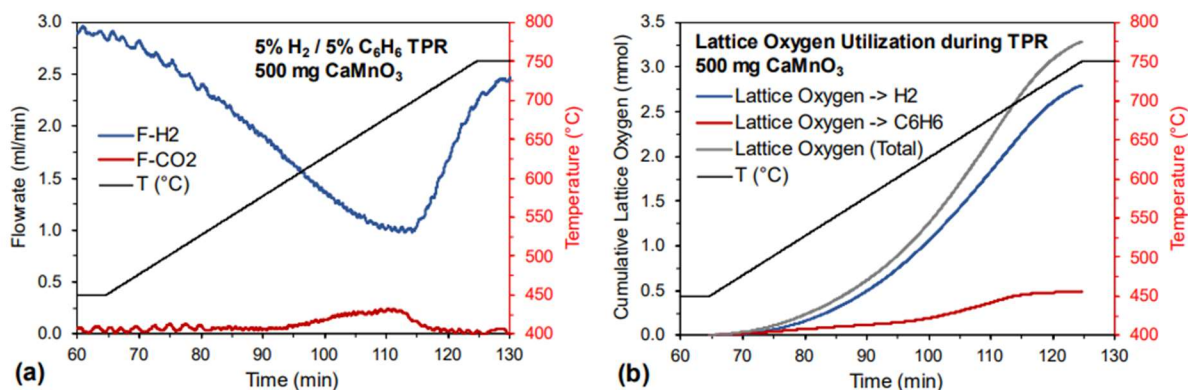 5% H₂ / 5% C₆H₆ TPR
500 mg CaMnO₃
F-H2
F-CO2
T (°C)
Flowrate (ml/min)
3.0
2.5
2.0
1.5
1.0
0.5
0.0
800
750
700
650
600
550
500
450
400
Temperature (°C)
60 70 80 90 100 110 120 130
Time (min)
(a)
Lattice Oxygen Utilization during TPR
500 mg CaMnO₃
Lattice Oxygen -> H2
Lattice Oxygen -> C6H6
Lattice Oxygen (Total)
T (°C)
Cumulative Lattice Oxygen (mmol)
3.5
3.0
2.5
2.0
1.5
1.0
0.5
0.0
800
750
700
650
600
550
500
450
400
Temperature (°C)
60 70 80 90 100 110 120 130
Time (min)
(b)